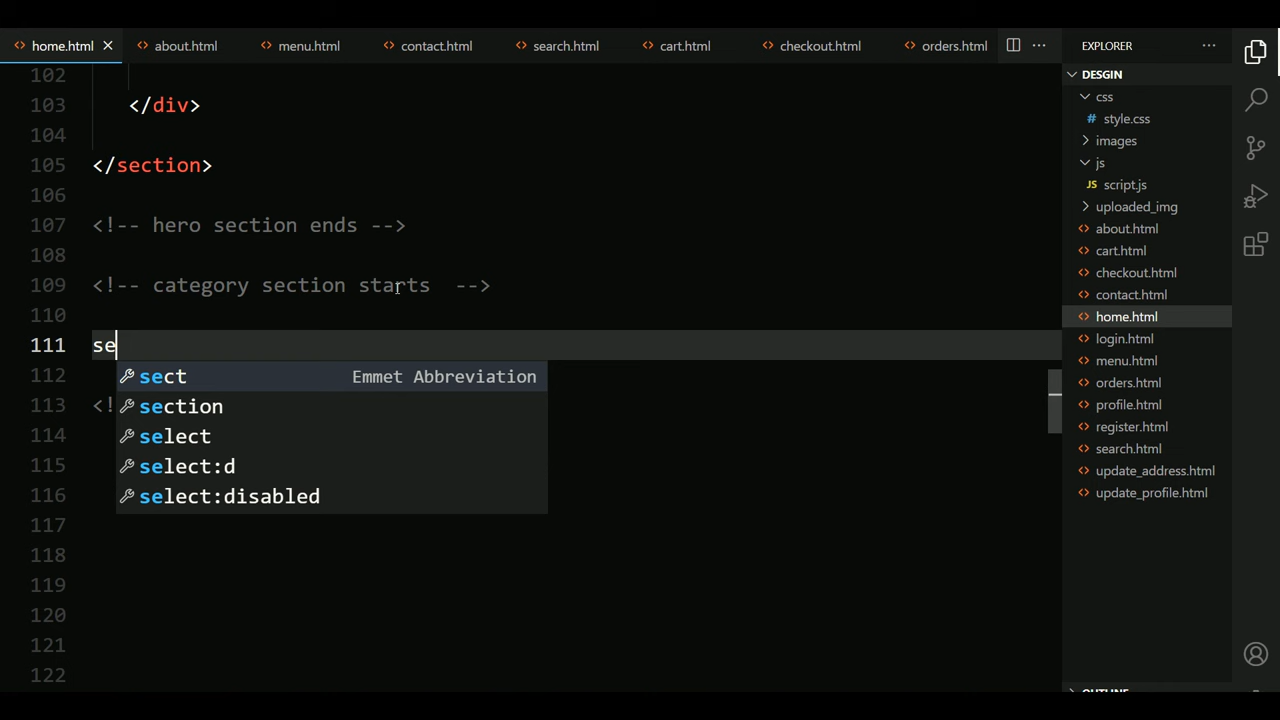 home.html
about.html
menu.html
contact.html
search.html
cart.html
checkout.html
orders.html
EXPLORER
102
103 </div>
104
105 </section>
106
107 <!-- hero section ends -->
108
109 <!-- category section starts  -->
110
111 se
112 sect Emmet Abbreviation
113 <! section
114 select
115 select:d
116 select:disabled
117
118
119
120
121
122
DESGIN
css
# style.css
images
js
JS script.js
uploaded_img
about.html
cart.html
checkout.html
contact.html
home.html
login.html
menu.html
orders.html
profile.html
register.html
search.html
update_address.html
update_profile.html
OUTLINE